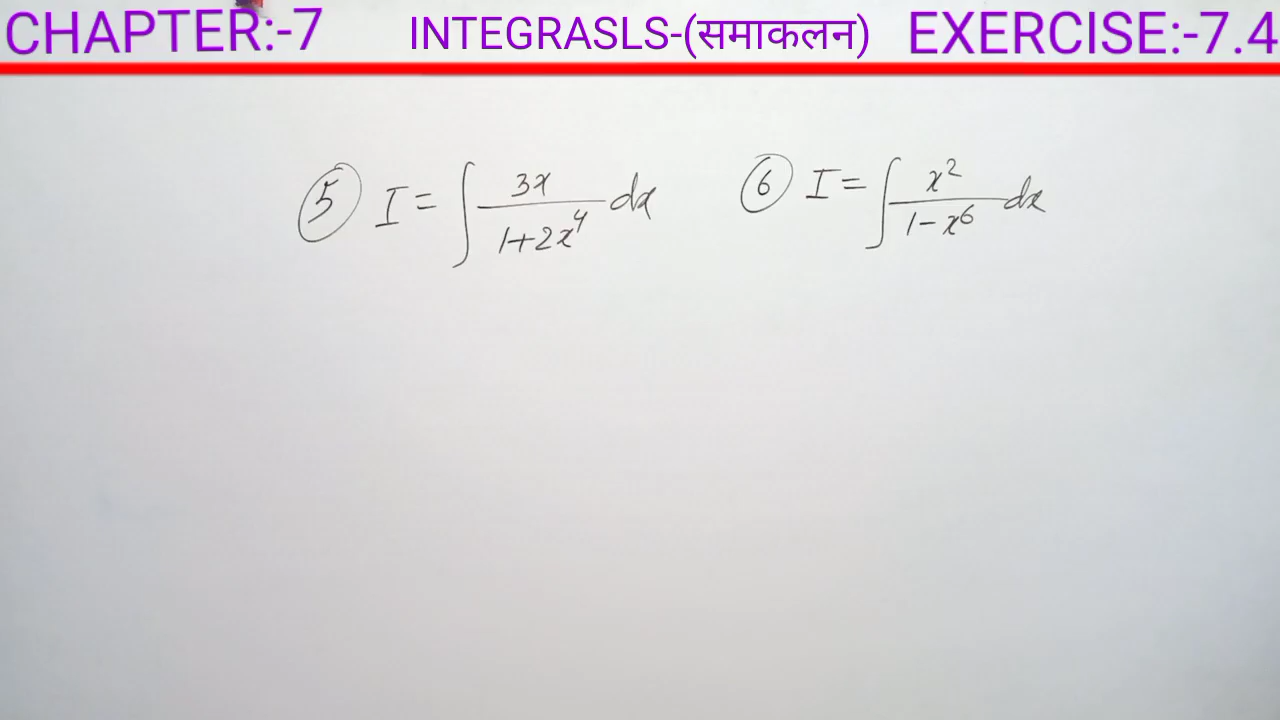 CHAPTER:-7 INTEGRASLS-(समाकलन) EXERCISE:-7.4
⑤ I = ∫ 3x/(1+2x⁴) dx ⑥ I = ∫ x²/(1-x⁶) dx